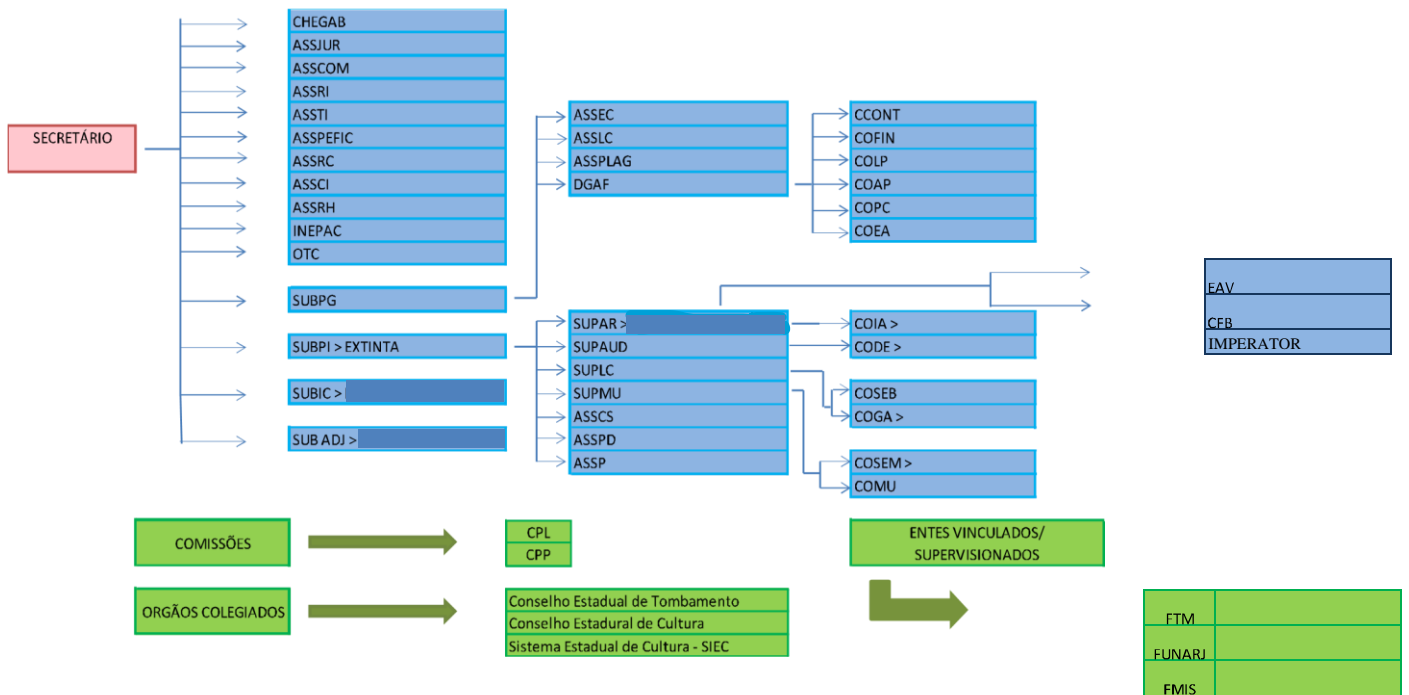 SECRETÁRIO
CHEGAB
ASSJUR
ASSCOM
ASSRI
ASSTI
ASSPEFIC
ASSRC
ASSCI
ASSRH
INEPAC
OTC
SUBPG
SUBPI > EXTINTA
SUBIC >
SUB ADJ >
ASSEC
ASSLC
ASSPLAG
DGAF
CCONT
COFIN
COLP
COAP
COPC
COEA
SUPAR >
SUPAUD
SUPLC
SUPMU
ASSCS
ASSPD
ASSP
COIA >
CODE >
COSEB
COGA >
COSEM >
COMU
EAV
CFB
IMPERATOR
COMISSÕES
CPL
CPP
ENTES VINCULADOS/
SUPERVISIONADOS
ORGÃOS COLEGIADOS
Conselho Estadual de Tombamento
Conselho Estadural de Cultura
Sistema Estadual de Cultura - SIEC
FTM
FUNARJ
FMIS